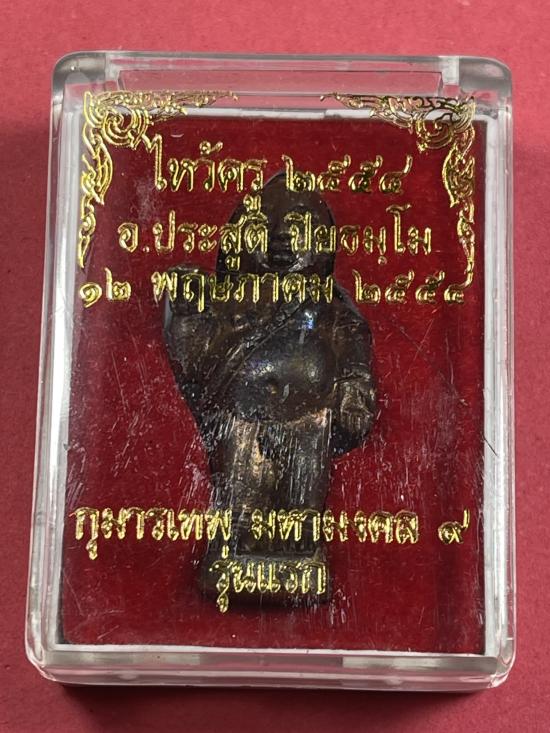 ไหว้ครู ๒๕๕๔
อ.ประสูติ ปิยธมฺโม
๑๒ พฤษภาคม ๒๕๕๔
กุมารเทพ มหามงคล ๙
รุ่นแรก